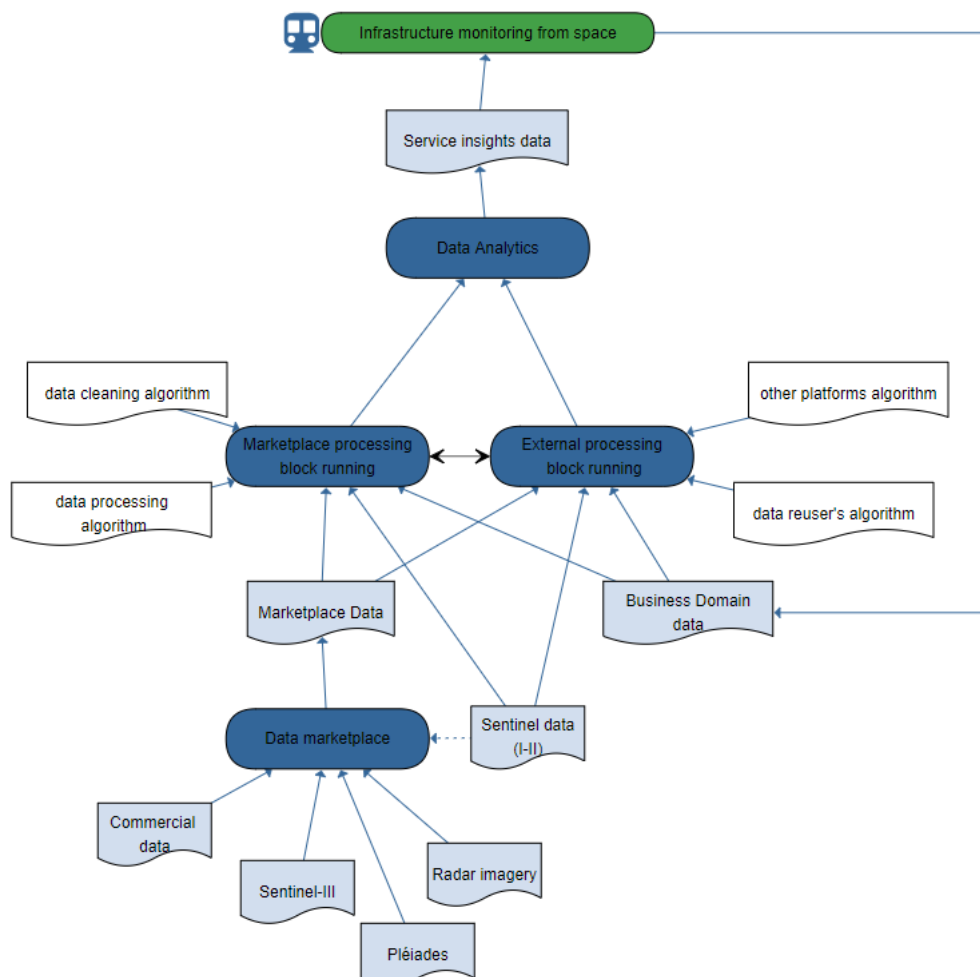 Infrastructure monitoring from space
Service insights data
Data Analytics
data cleaning algorithm
other platforms algorithm
Marketplace processing
block running
External processing
block running
data processing
algorithm
data reuser's algorithm
Marketplace Data
Business Domain
data
Data marketplace
Sentinel data
(I-II)
Commercial
data
Sentinel-III
Radar imagery
Pléiades